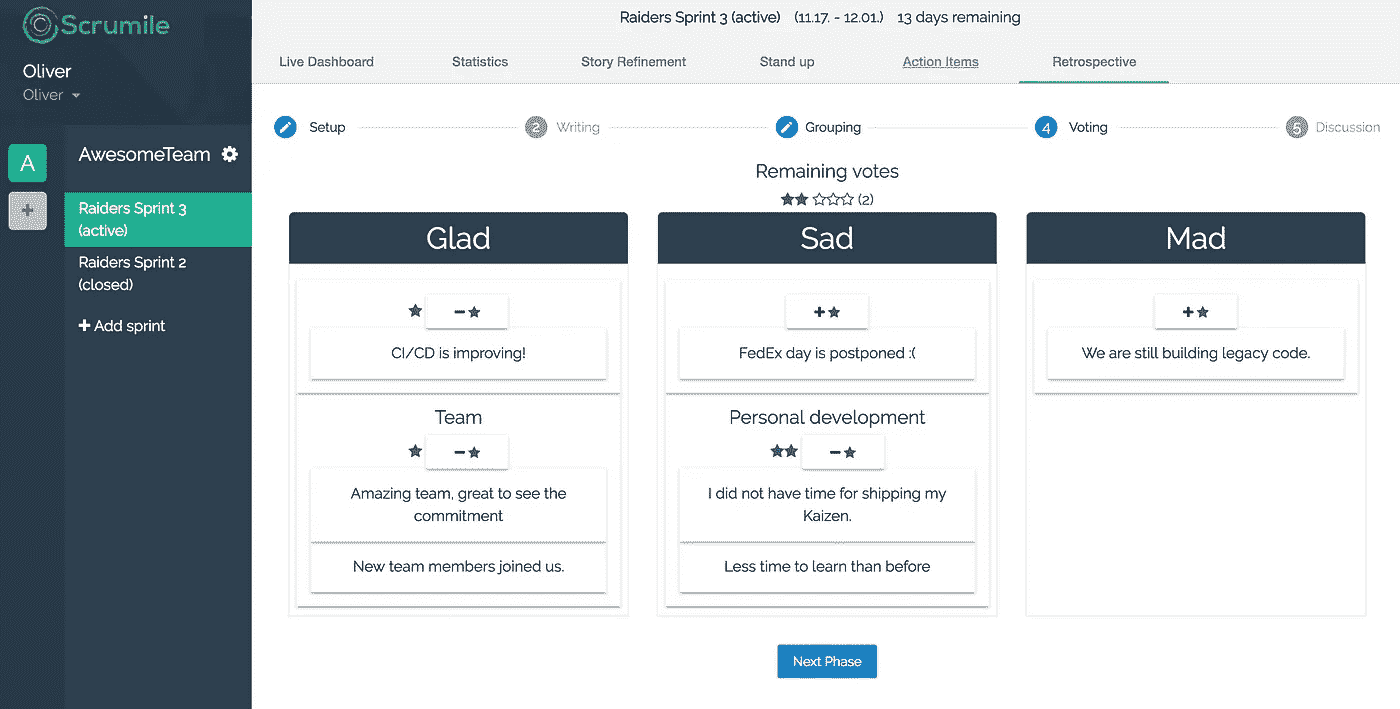 Scrumile
Oliver
Oliver
A
+
AwesomeTeam
Raiders Sprint 3
(active)
Raiders Sprint 2
(closed)
+ Add sprint
Raiders Sprint 3 (active) (11.17. - 12.01.) 13 days remaining
Live Dashboard Statistics Story Refinement Stand up Action Items Retrospective
Setup 2 Writing Grouping 4 Voting 5 Discussion
Remaining votes
★★☆☆☆ (2)
Glad
★ −★
CI/CD is improving!
Team
★ −★
Amazing team, great to see the
commitment
New team members joined us.
Sad
+★
FedEx day is postponed :(
Personal development
★★ −★
I did not have time for shipping my
Kaizen.
Less time to learn than before
Mad
+★
We are still building legacy code.
Next Phase